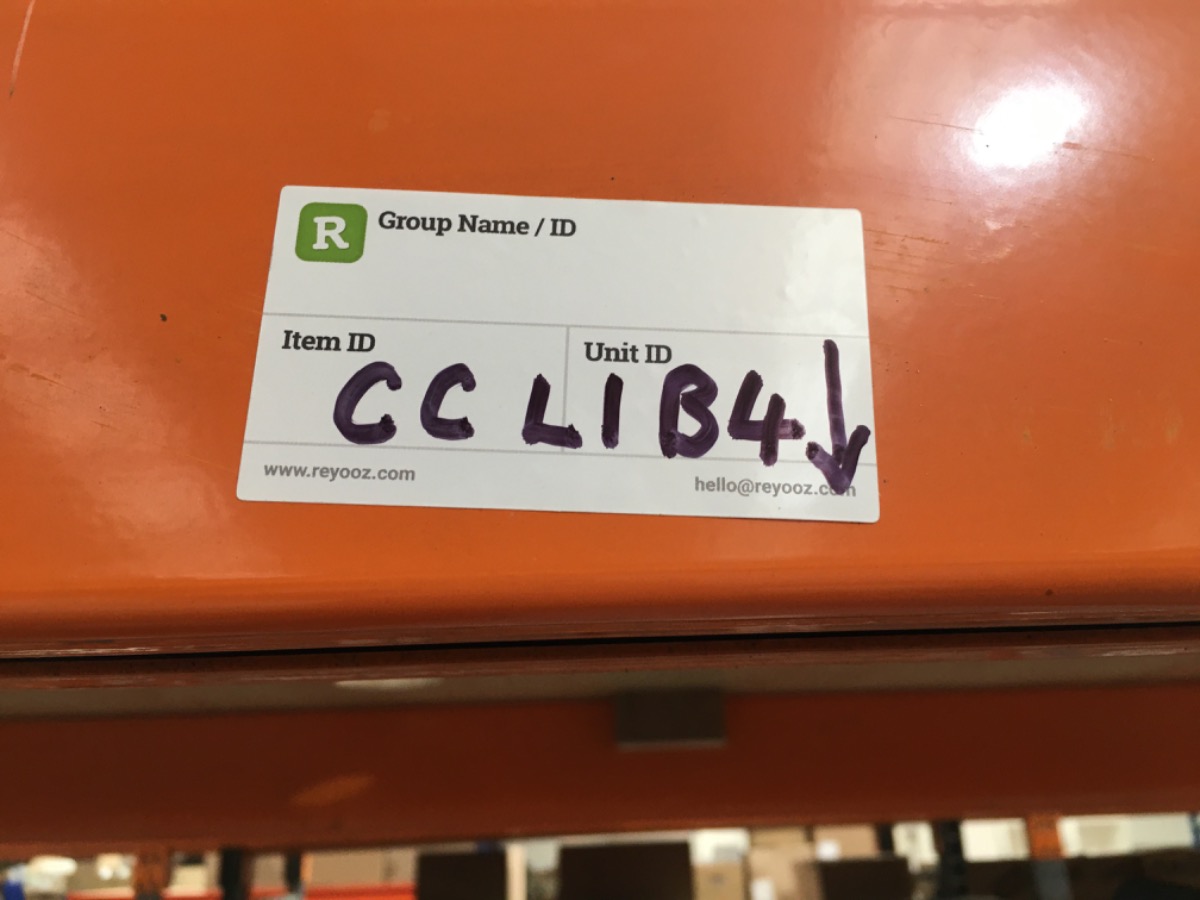 R Group Name / ID
Item ID Unit ID
CC L1B4↓
www.reyooz.com hello@reyooz.com